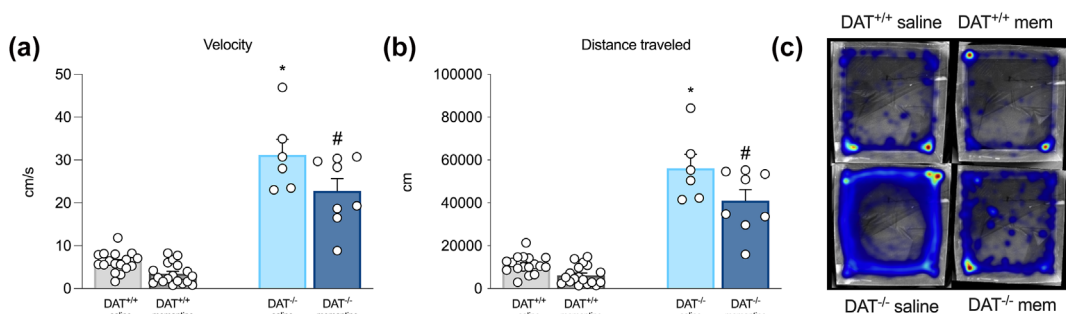 (a)
Velocity
*
#
50
40
30
20
10
0
cm/s
DAT+/+
DAT+/+
DAT-/-
DAT-/-
(b)
Distance traveled
*
#
100000
80000
60000
40000
20000
0
cm
DAT+/+
DAT+/+
DAT-/-
DAT-/-
(c)
DAT+/+ saline
DAT+/+ mem
DAT-/- saline
DAT-/- mem